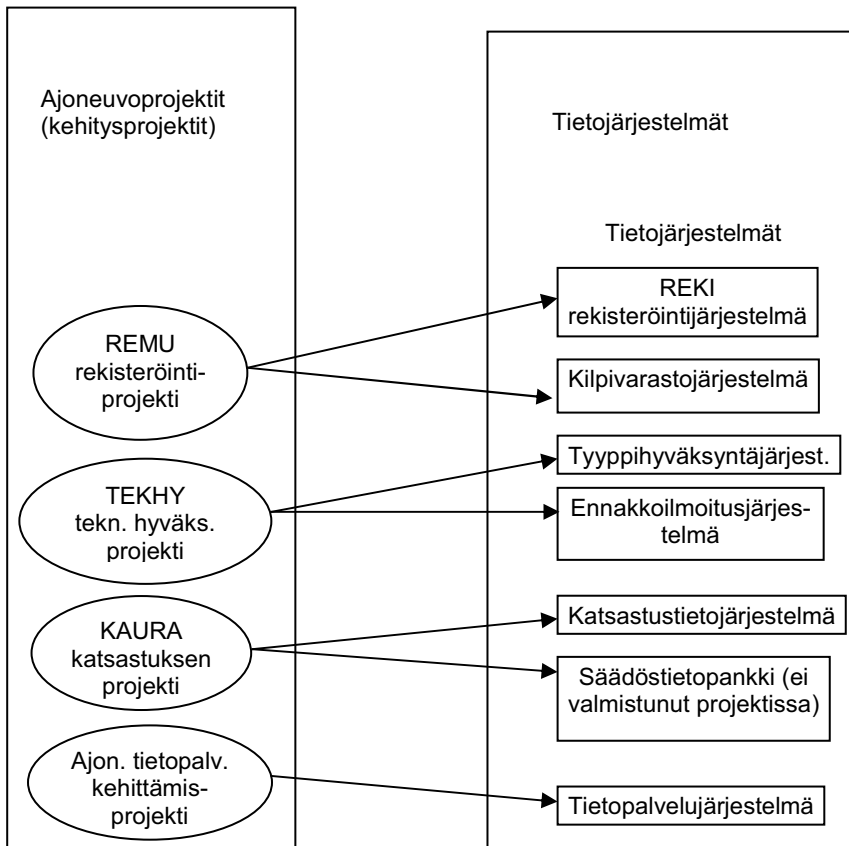 Ajoneuvoprojektit
(kehitysprojektit)
REMU
rekisteröinti-
projekti
TEKHY
tekn. hyväks.
projekti
KAURA
katsastuksen
projekti
Ajon. tietopalv.
kehittämis-
projekti
Tietojärjestelmät
Tietojärjestelmät
REKI
rekisteröintijärjestelmä
Kilpivarastojärjestelmä
Tyyppihyväksyntäjärjest.
Ennakkoilmoitusjärjes-
telmä
Katsastustietojärjestelmä
Säädöstietopankki (ei
valmistunut projektissa)
Tietopalvelujärjestelmä